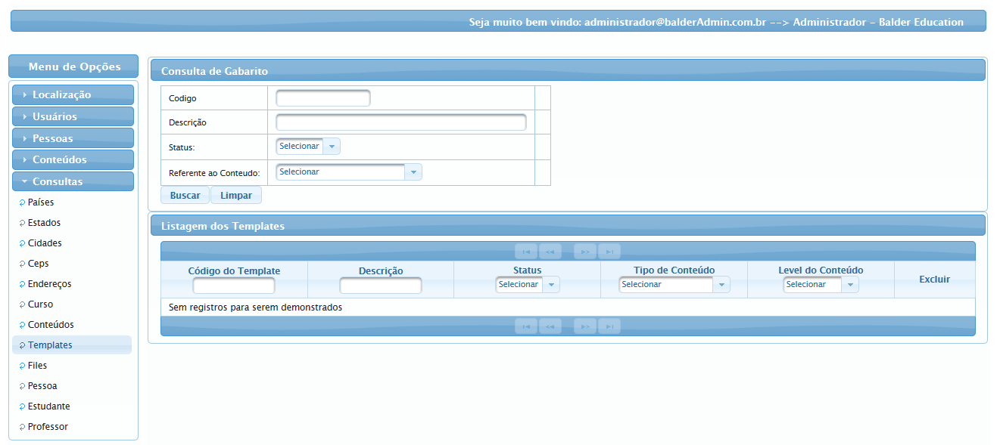 Seja muito bem vindo: administrador@balderAdmin.com.br --> Administrador - Balder Education
Menu de Opções
Localização
Usuários
Pessoas
Conteúdos
Consultas
Países
Estados
Cidades
Ceps
Endereços
Curso
Conteúdos
Templates
Files
Pessoa
Estudante
Professor
Consulta de Gabarito
Codigo
Descrição
Status: Selecionar
Referente ao Conteudo: Selecionar
Buscar Limpar
Listagem dos Templates
Código do Template Descrição Status Tipo de Conteúdo Level do Conteúdo Excluir
Selecionar Selecionar Selecionar
Sem registros para serem demonstrados